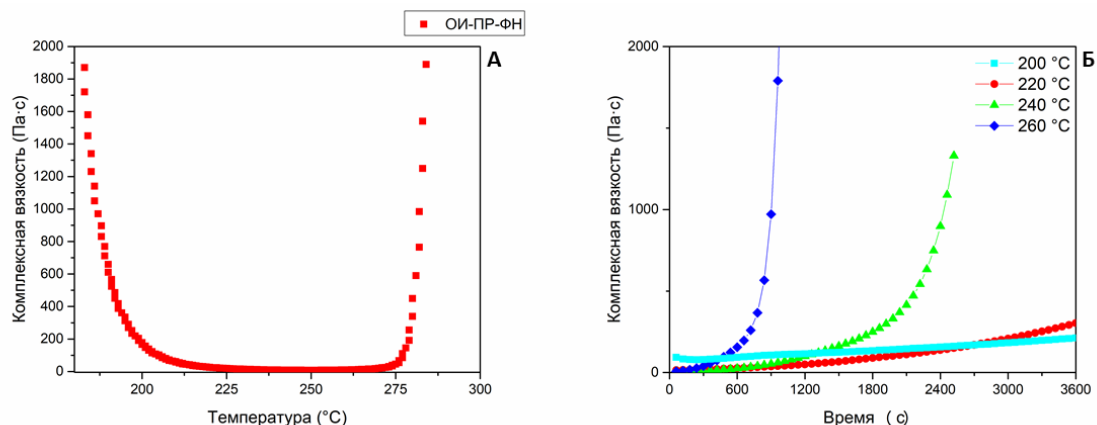 ОИ-ПР-ФН
А
2000
1800
1600
1400
1200
1000
800
600
400
200
0
Комплексная вязкость (Па·с)
200
225
250
275
300
Температура (°C)
Б
200 °C
220 °C
240 °C
260 °C
2000
1000
0
Комплексная вязкость (Па·с)
0
600
1200
1800
2400
3000
3600
Время ( с)